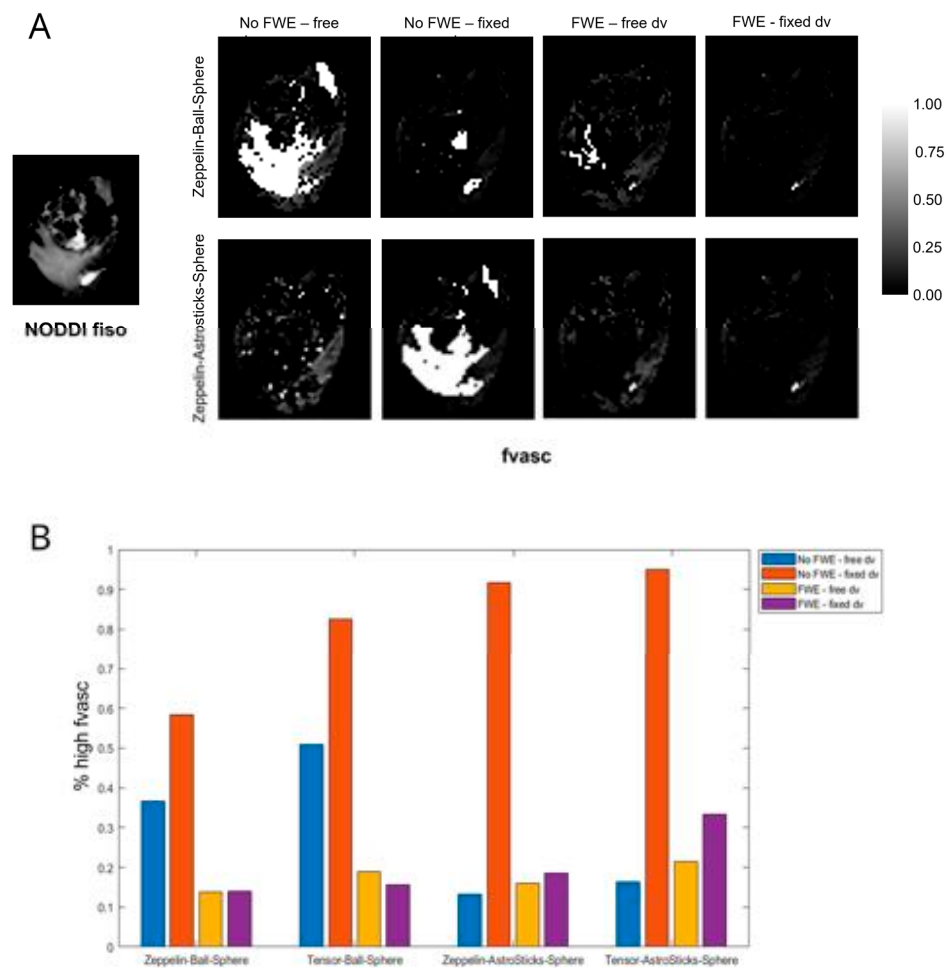 A
No FWE – free
No FWE – fixed
FWE – free dv
FWE - fixed dv
Zeppelin-Ball-Sphere
1.00
0.75
0.50
0.25
0.00
NODDI fiso
Zeppelin-Astrosticks-Sphere
fvasc
B
1
0.9
0.8
0.7
0.6
0.5
0.4
0.3
0.2
0.1
0
% high fvasc
No FWE - free dv
No FWE - fixed dv
FWE - free dv
FWE - fixed dv
Zeppelin-Ball-Sphere
Tensor-Ball-Sphere
Zeppelin-AstroSticks-Sphere
Tensor-AstroSticks-Sphere